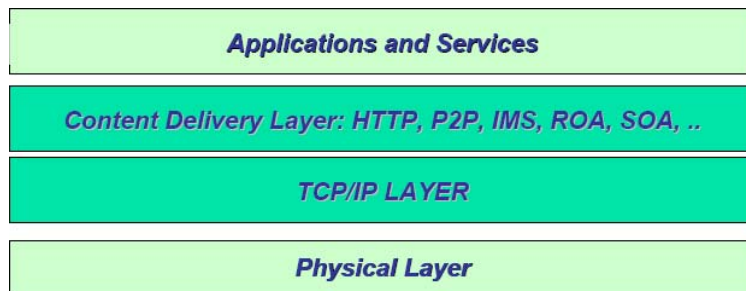 Applications and Services
Content Delivery Layer: HTTP, P2P, IMS, ROA, SOA, ..
TCP/IP LAYER
Physical Layer